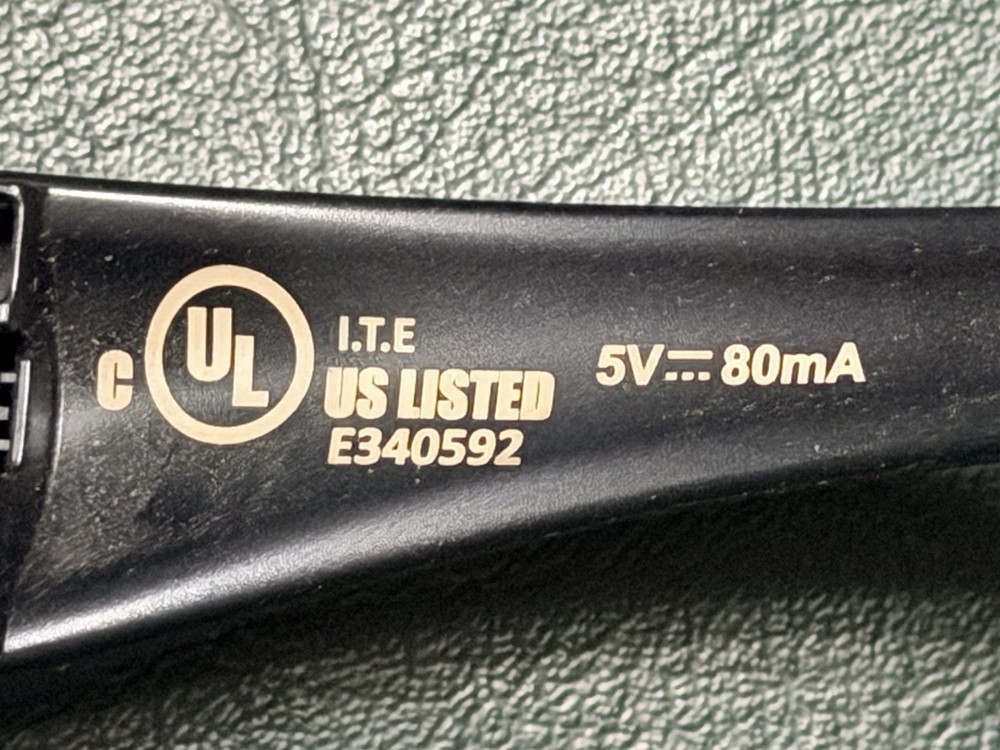 C UL
I.T.E
US LISTED
E340592
5V⎓80mA